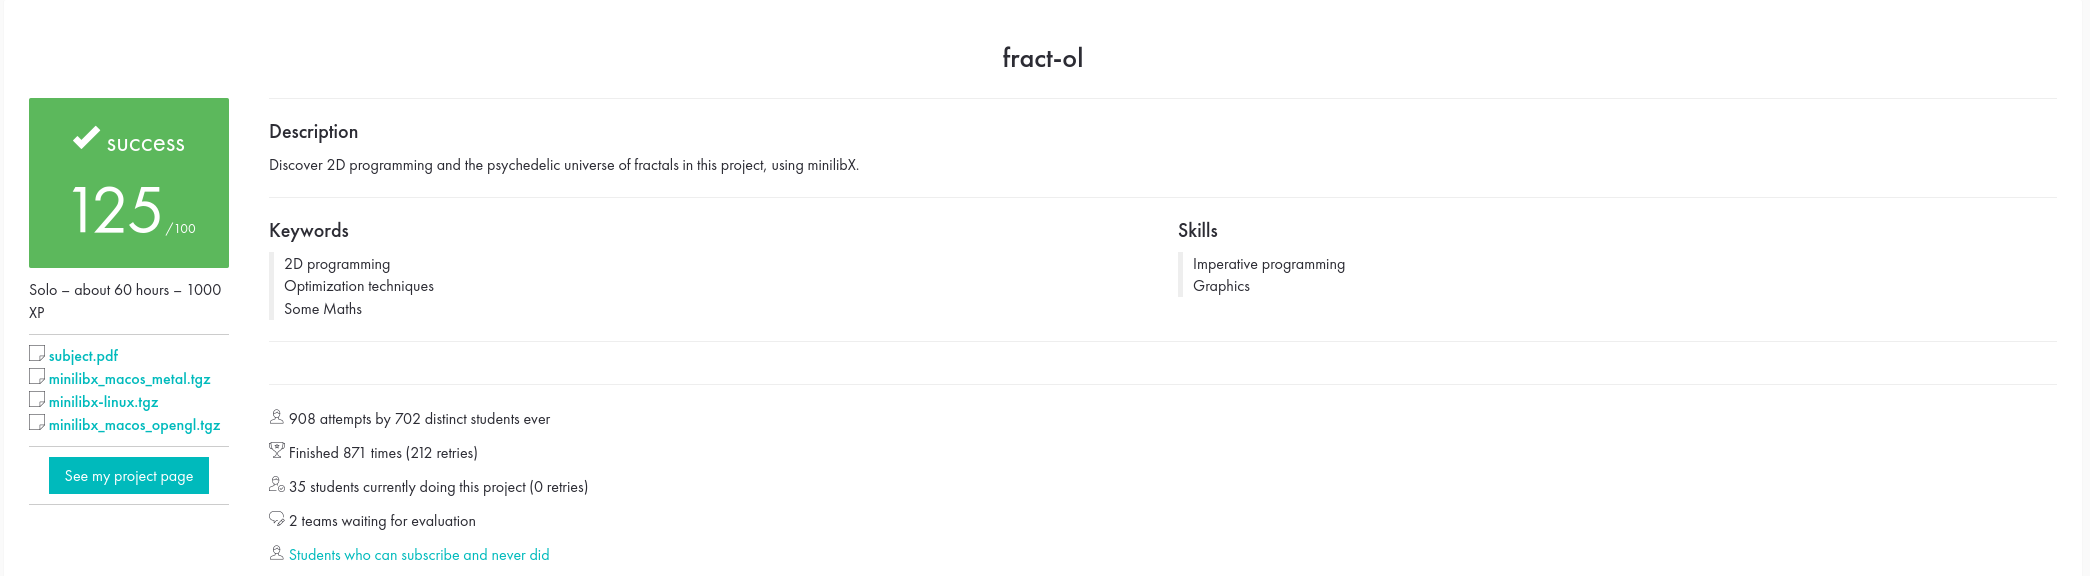 fract-ol
success
125 /100
Solo – about 60 hours – 1000
XP
subject.pdf
minilibx_macos_metal.tgz
minilibx-linux.tgz
minilibx_macos_opengl.tgz
See my project page
Description
Discover 2D programming and the psychedelic universe of fractals in this project, using minilibX.
Keywords
2D programming
Optimization techniques
Some Maths
Skills
Imperative programming
Graphics
908 attempts by 702 distinct students ever
Finished 871 times (212 retries)
35 students currently doing this project (0 retries)
2 teams waiting for evaluation
Students who can subscribe and never did